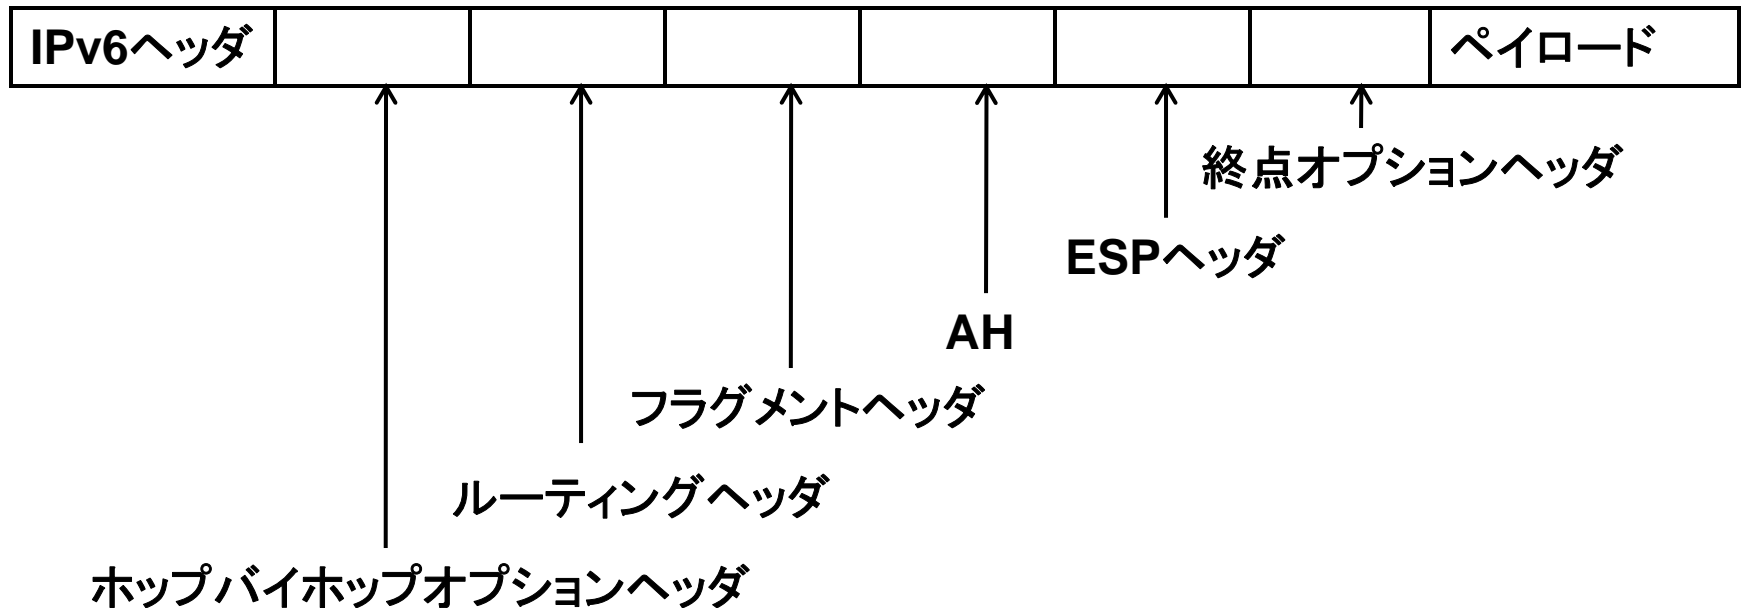 IPv6ヘッダ
ペイロード
終点オプションヘッダ
ESPヘッダ
AH
フラグメントヘッダ
ルーティングヘッダ
ホップバイホップオプションヘッダ